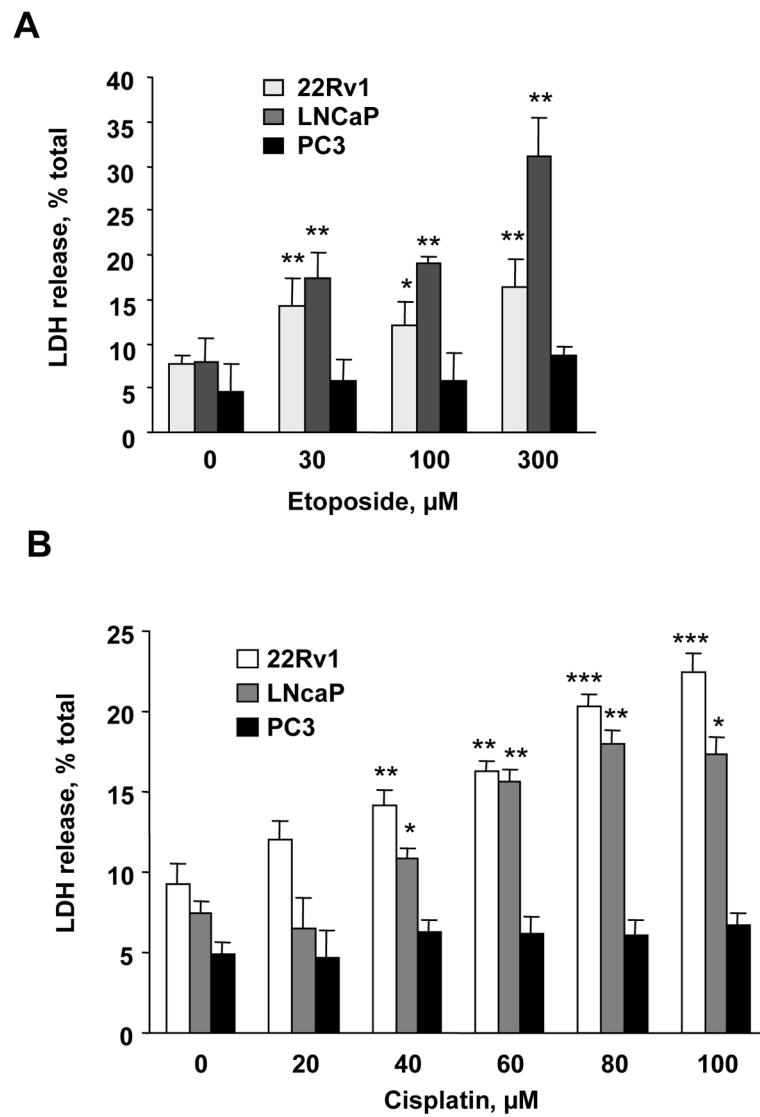 A
40
35
30
25
20
15
10
5
0
LDH release, % total
22Rv1
LNCaP
PC3
** ** * ** ** **
0 30 100 300
Etoposide, µM
B
25
20
15
10
5
0
LDH release, % total
22Rv1
LNcaP
PC3
** * ** ** *** ** *** *
0 20 40 60 80 100
Cisplatin, µM